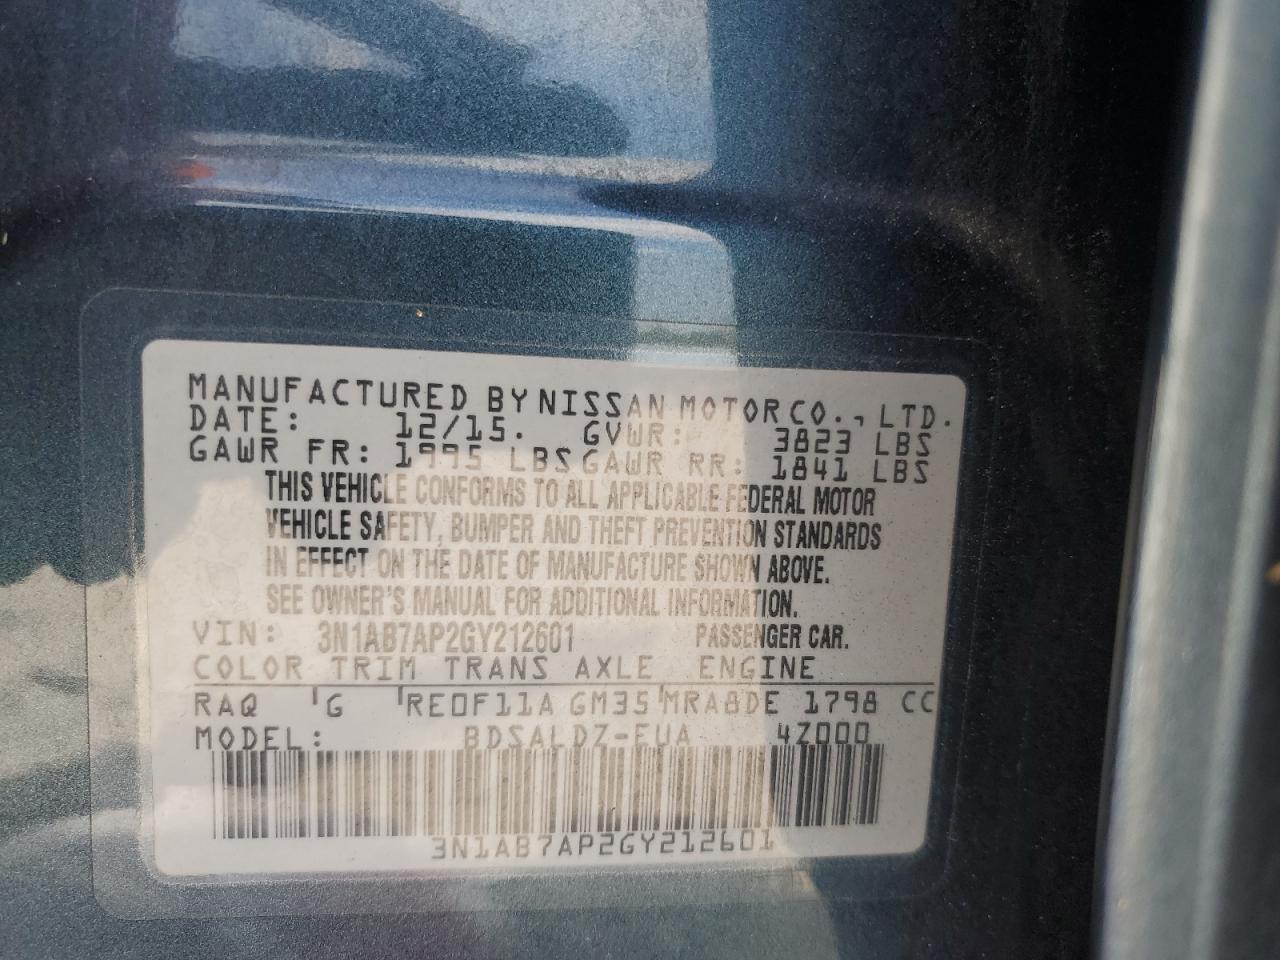 MANUFACTURED BY NISSAN MOTOR CO., LTD.
DATE: 12/15. GVWR: 3823 LBS
GAWR FR: 1995 LBS GAWR RR: 1841 LBS
THIS VEHICLE CONFORMS TO ALL APPLICABLE FEDERAL MOTOR
VEHICLE SAFETY, BUMPER AND THEFT PREVENTION STANDARDS
IN EFFECT ON THE DATE OF MANUFACTURE SHOWN ABOVE.
SEE OWNER'S MANUAL FOR ADDITIONAL INFORMATION.
VIN: 3N1AB7AP2GY212601 PASSENGER CAR.
COLOR TRIM TRANS AXLE ENGINE
RAQ G RE0F11A GM35 MRA8DE 1798 CC
MODEL: BDSALDZ-EUA 4Z000
3N1AB7AP2GY212601